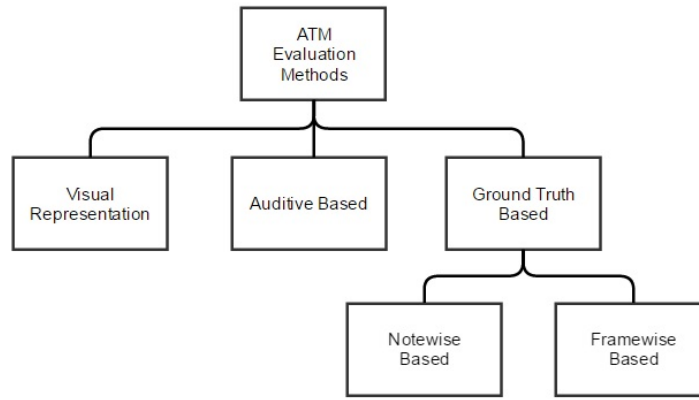 ATM
Evaluation
Methods
Visual
Representation
Auditive Based
Ground Truth
Based
Notewise
Based
Framewise
Based